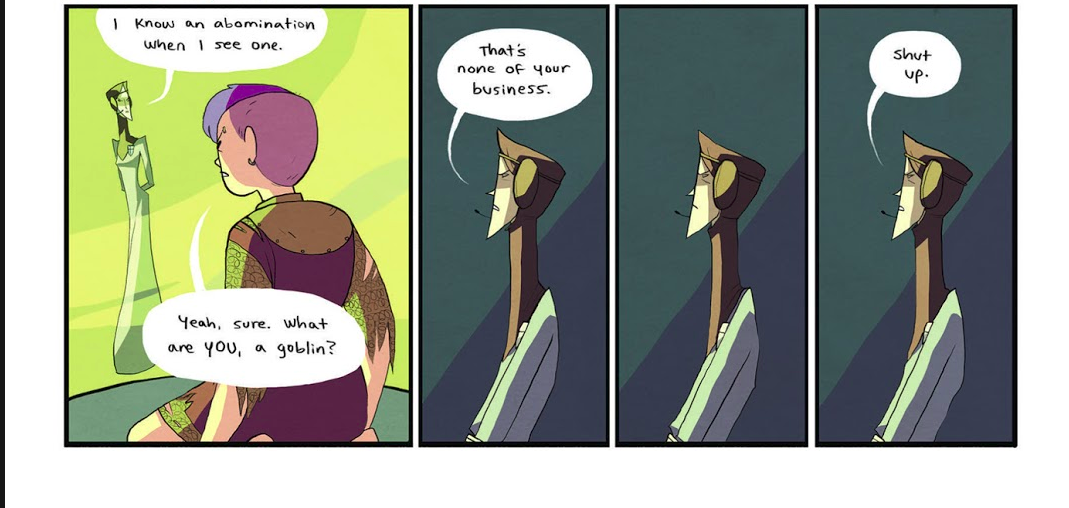 I know an abomination
when I see one.
Yeah, sure. What
are YOU, a goblin?
That's
none of your
business.
Shut
up.